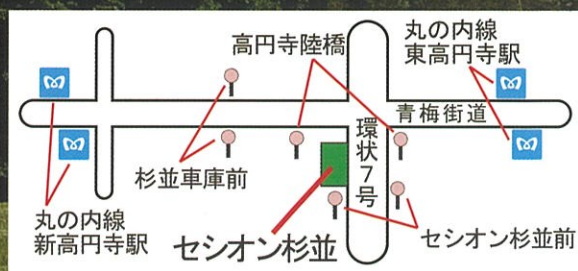 高円寺陸橋
丸の内線
東高円寺駅
青梅街道
環状7号
杉並車庫前
丸の内線
新高円寺駅
セシオン杉並
セシオン杉並前